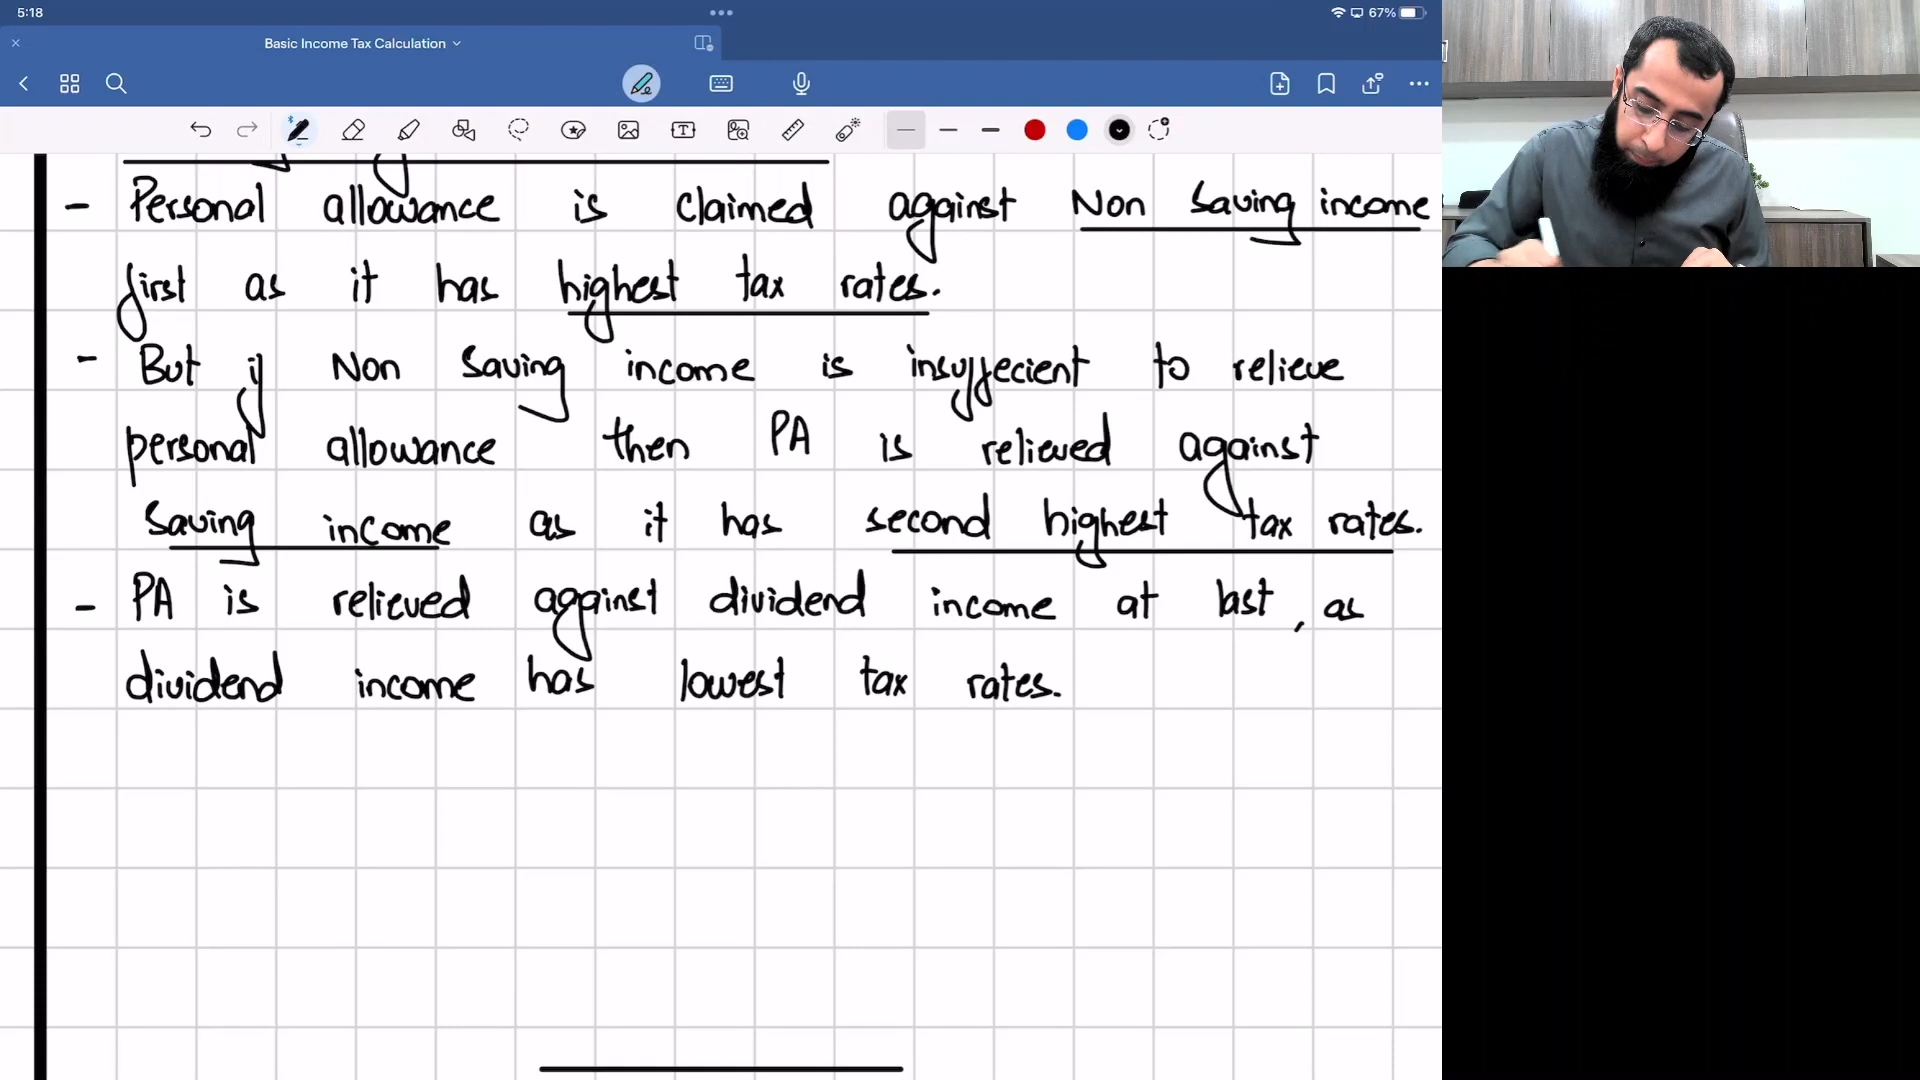 5:18
67%
Basic Income Tax Calculation
- Personal allowance is claimed against Non Saving income
first as it has highest tax rates.
- But if Non Saving income is insuffecient to relieve
personal allowance then PA is relieved against
Saving income as it has second highest tax rates.
- PA is relieved against dividend income at last, as
dividend income has lowest tax rates.